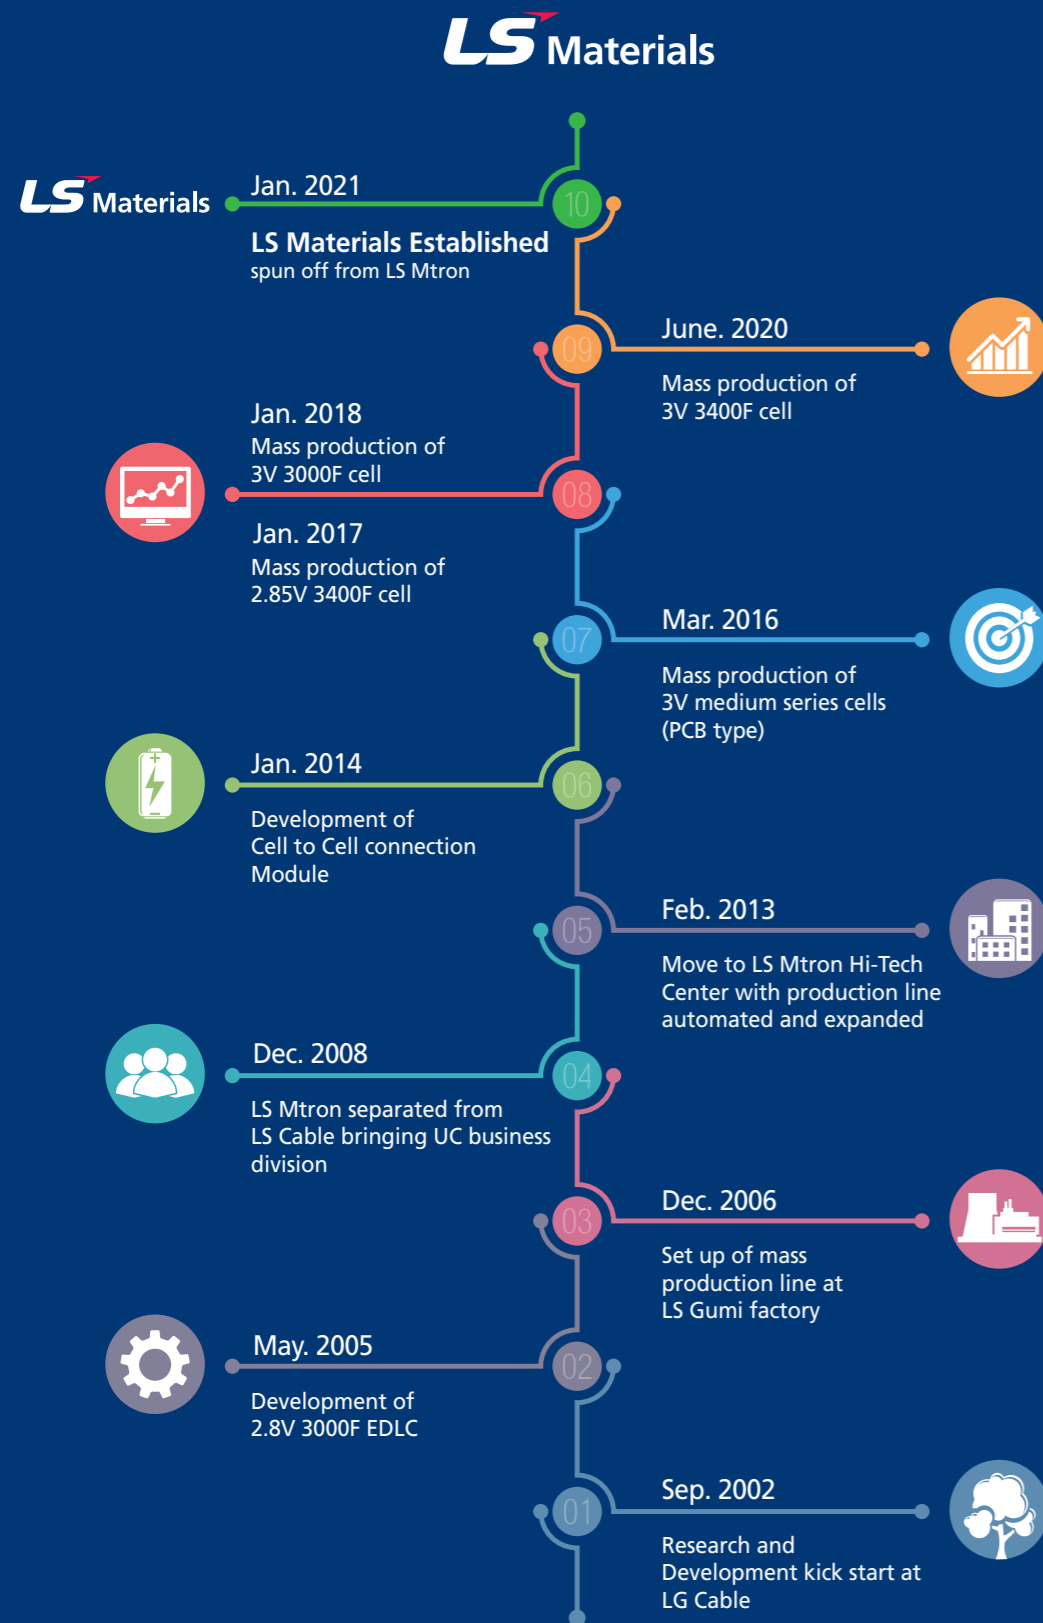 LS Materials
LS Materials
Jan. 2021
10
LS Materials Established
spun off from LS Mtron
June. 2020
09
Mass production of
3V 3400F cell
Jan. 2018
Mass production of
3V 3000F cell
08
Jan. 2017
Mass production of
2.85V 3400F cell
Mar. 2016
07
Mass production of
3V medium series cells
(PCB type)
Jan. 2014
06
Development of
Cell to Cell connection
Module
Feb. 2013
05
Move to LS Mtron Hi-Tech
Center with production line
automated and expanded
Dec. 2008
04
LS Mtron separated from
LS Cable bringing UC business
division
Dec. 2006
03
Set up of mass
production line at
LS Gumi factory
May. 2005
02
Development of
2.8V 3000F EDLC
Sep. 2002
01
Research and
Development kick start at
LG Cable